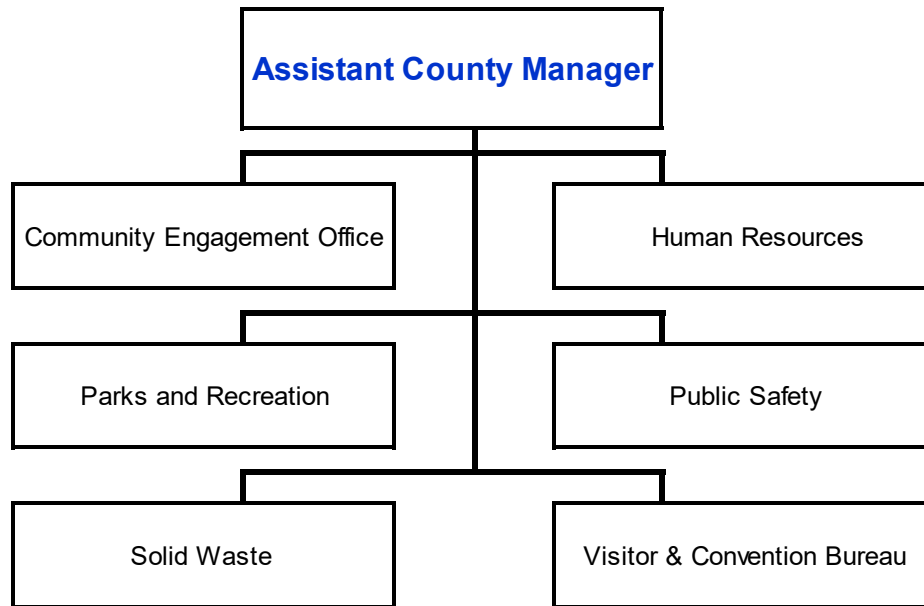 Assistant County Manager
Community Engagement Office
Human Resources
Parks and Recreation
Public Safety
Solid Waste
Visitor & Convention Bureau